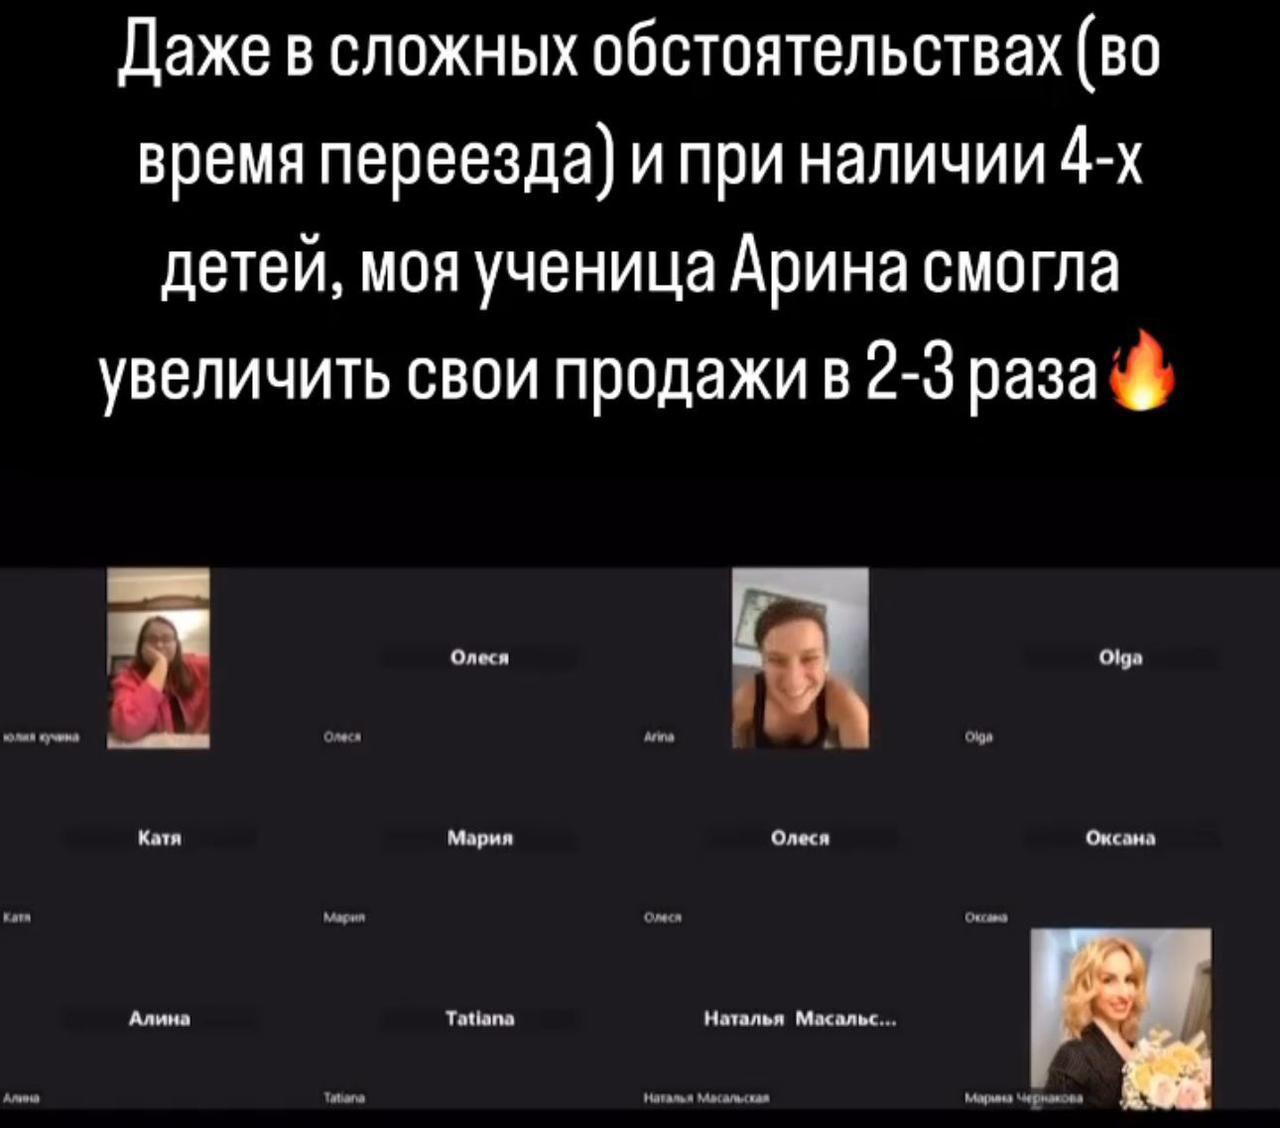 Даже в сложных обстоятельствах (во
время переезда) и при наличии 4-х
детей, моя ученица Арина смогла
увеличить свои продажи в 2-3 раза🔥
Олеся
Olga
юлия кучина
Олеся
Arina
Olga
Катя
Мария
Олеся
Оксана
Катя
Мария
Олеся
Оксана
Алина
Tatiana
Наталья Масальс...
Алина
Tatiana
Наталья Масальская
Марина Чернакова